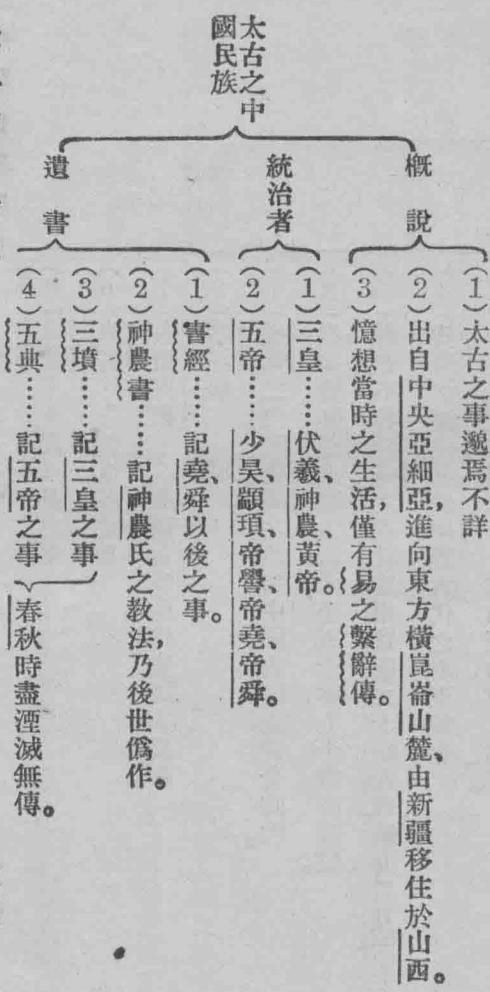 太古之中
國民族
概說
(1)太古之事邈焉不詳
(2)出自中央亞細亞,進向東方橫崑崙山麓、由新疆移住於山西。
(3)憶想當時之生活,僅有易之繫辭傳。
統治者
(1)三皇……伏羲、神農、黃帝。
(2)五帝……少昊、顓頊、帝嚳、帝堯、帝舜。
遺書
(1)書經……記堯、舜以後之事。
(2)神農書……記神農氏之教法,乃後世僞作。
(3)三墳……記三皇之事
(4)五典……記五帝之事
春秋時盡湮滅無傳。